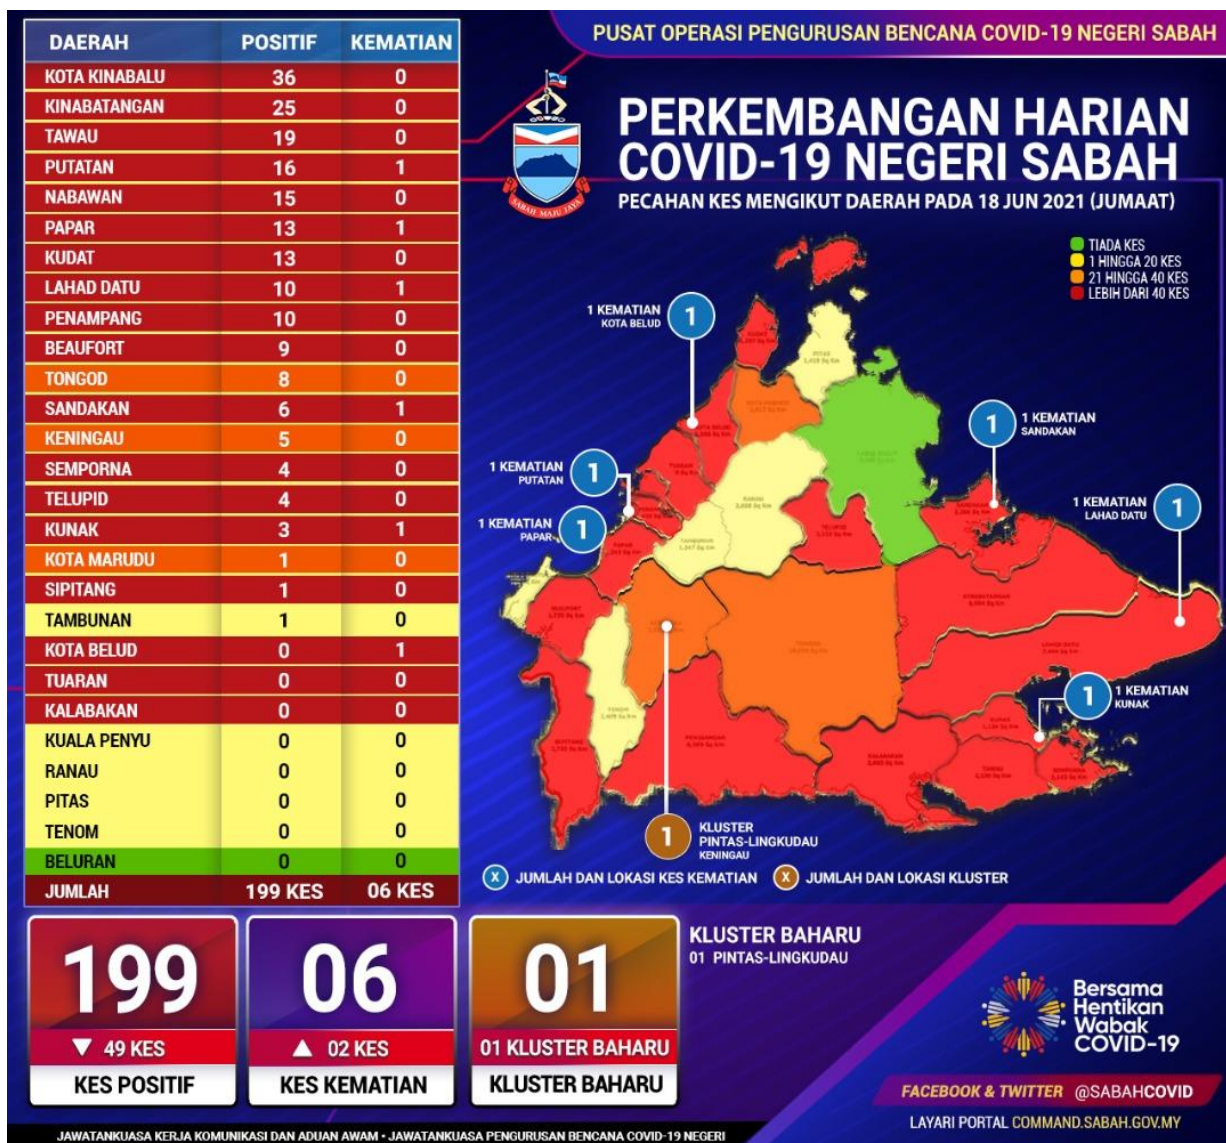 DAERAH POSITIF KEMATIAN
KOTA KINABALU 36 0
KINABATANGAN 25 0
TAWAU 19 0
PUTATAN 16 1
NABAWAN 15 0
PAPAR 13 1
KUDAT 13 0
LAHAD DATU 10 1
PENAMPANG 10 0
BEAUFORT 9 0
TONGOD 8 0
SANDAKAN 6 1
KENINGAU 5 0
SEMPORNA 4 0
TELUPID 4 0
KUNAK 3 1
KOTA MARUDU 1 0
SIPITANG 1 0
TAMBUNAN 1 0
KOTA BELUD 0 1
TUARAN 0 0
KALABAKAN 0 0
KUALA PENYU 0 0
RANAU 0 0
PITAS 0 0
TENOM 0 0
BELURAN 0 0
JUMLAH 199 KES 06 KES
PUSAT OPERASI PENGURUSAN BENCANA COVID-19 NEGERI SABAH
SABAH MAJU JAYA
PERKEMBANGAN HARIAN
COVID-19 NEGERI SABAH
PECAHAN KES MENGIKUT DAERAH PADA 18 JUN 2021 (JUMAAT)
TIADA KES
1 HINGGA 20 KES
21 HINGGA 40 KES
LEBIH DARI 40 KES
1 KEMATIAN
KOTA BELUD
1
1 KEMATIAN
SANDAKAN
1
1 KEMATIAN
PUTATAN
1
1 KEMATIAN
PAPAR
1
1 KEMATIAN
LAHAD DATU
1
1 KEMATIAN
KUNAK
1
1
KLUSTER
PINTAS-LINGKUDAU
KENINGAU
X JUMLAH DAN LOKASI KES KEMATIAN
X JUMLAH DAN LOKASI KLUSTER
199
▼ 49 KES
KES POSITIF
06
▲ 02 KES
KES KEMATIAN
01
01 KLUSTER BAHARU
KLUSTER BAHARU
KLUSTER BAHARU
01 PINTAS-LINGKUDAU
Bersama
Hentikan
Wabak
COVID-19
FACEBOOK & TWITTER @SABAHCOVID
LAYARI PORTAL COMMAND.SABAH.GOV.MY
JAWATANKUASA KERJA KOMUNIKASI DAN ADUAN AWAM • JAWATANKUASA PENGURUSAN BENCANA COVID-19 NEGERI